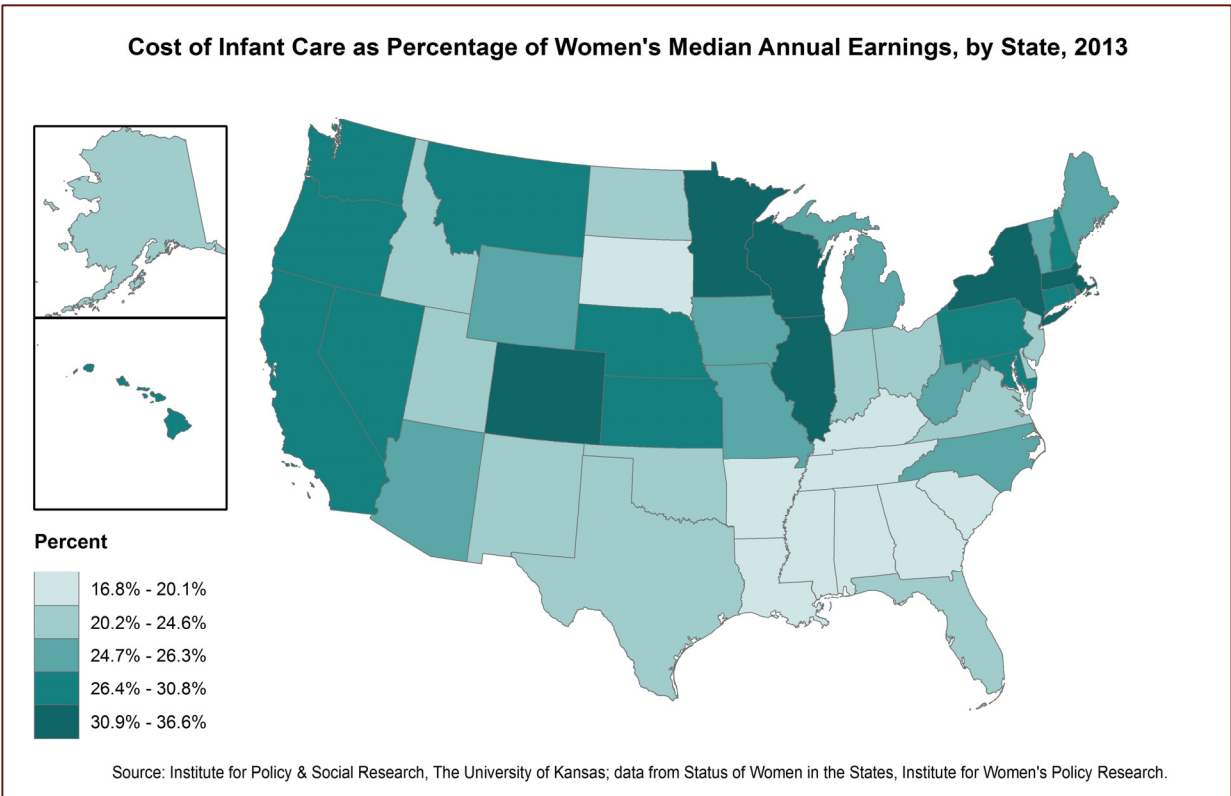 Cost of Infant Care as Percentage of Women's Median Annual Earnings, by State, 2013
Percent
16.8% - 20.1%
20.2% - 24.6%
24.7% - 26.3%
26.4% - 30.8%
30.9% - 36.6%
Source: Institute for Policy & Social Research, The University of Kansas; data from Status of Women in the States, Institute for Women's Policy Research.